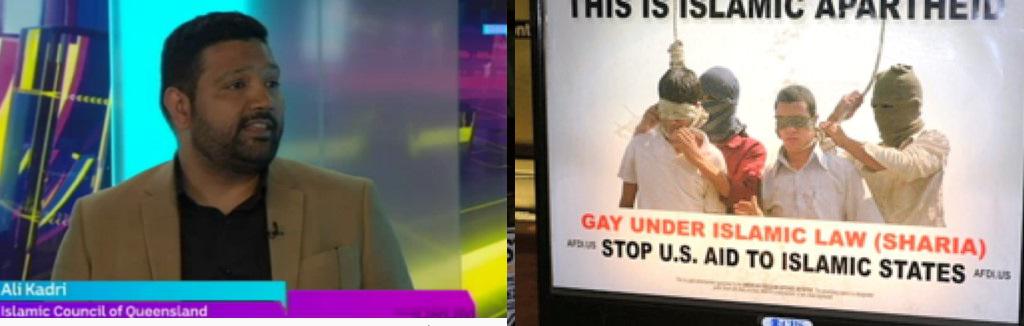 Ali Kadri
Islamic Council of Queensland
THIS IS ISLAMIC APARTHEID
GAY UNDER ISLAMIC LAW (SHARIA)
AFDI.US STOP U.S. AID TO ISLAMIC STATES AFDI.US